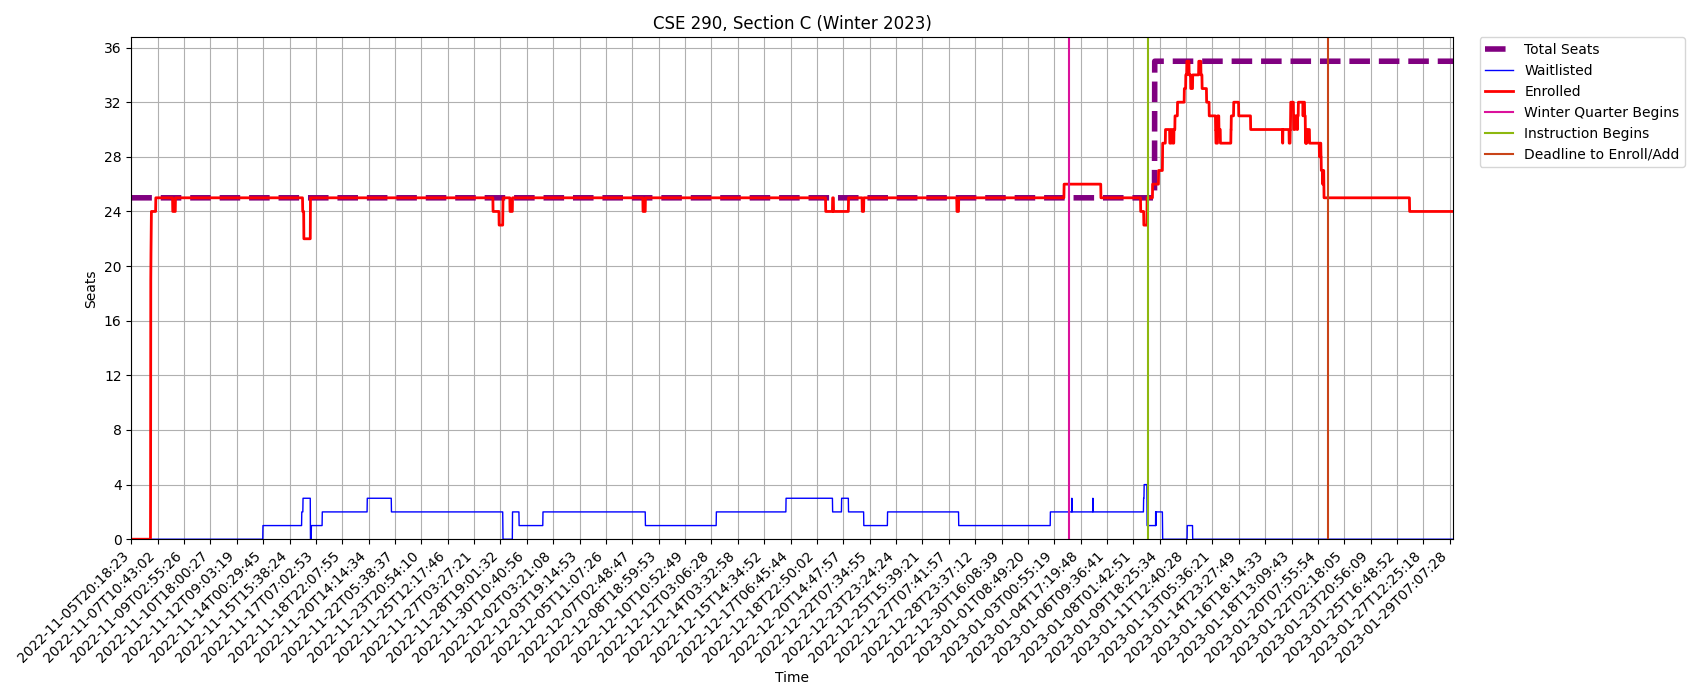 CSE 290, Section C (Winter 2023)
36
32
28
24
20
16
12
8
4
0
Seats
2022-11-05T20:18:23
2022-11-07T10:43:02
2022-11-09T02:55:26
2022-11-10T18:00:27
2022-11-12T09:03:19
2022-11-14T00:29:45
2022-11-15T15:38:24
2022-11-17T07:02:53
2022-11-18T22:07:55
2022-11-20T14:14:34
2022-11-22T05:38:37
2022-11-23T20:54:10
2022-11-25T12:17:46
2022-11-27T03:27:21
2022-11-28T19:01:32
2022-11-30T10:40:56
2022-12-02T03:21:08
2022-12-03T19:14:53
2022-12-05T11:07:26
2022-12-07T02:48:47
2022-12-08T18:59:53
2022-12-10T10:52:49
2022-12-12T03:06:28
2022-12-14T03:32:58
2022-12-15T14:34:52
2022-12-17T06:45:44
2022-12-18T22:50:02
2022-12-20T14:47:57
2022-12-22T07:34:55
2022-12-23T23:24:24
2022-12-25T15:39:21
2022-12-27T07:41:57
2022-12-28T23:37:12
2022-12-30T16:08:39
2023-01-01T08:49:20
2023-01-03T00:55:19
2023-01-04T17:19:48
2023-01-06T09:36:41
2023-01-08T01:42:51
2023-01-09T18:25:34
2023-01-11T12:40:28
2023-01-13T05:36:21
2023-01-14T23:27:49
2023-01-16T18:14:33
2023-01-18T13:09:43
2023-01-20T07:55:54
2023-01-22T02:18:05
2023-01-23T20:56:09
2023-01-25T16:48:52
2023-01-27T12:25:18
2023-01-29T07:07:28
Time
Total Seats
Waitlisted
Enrolled
Winter Quarter Begins
Instruction Begins
Deadline to Enroll/Add